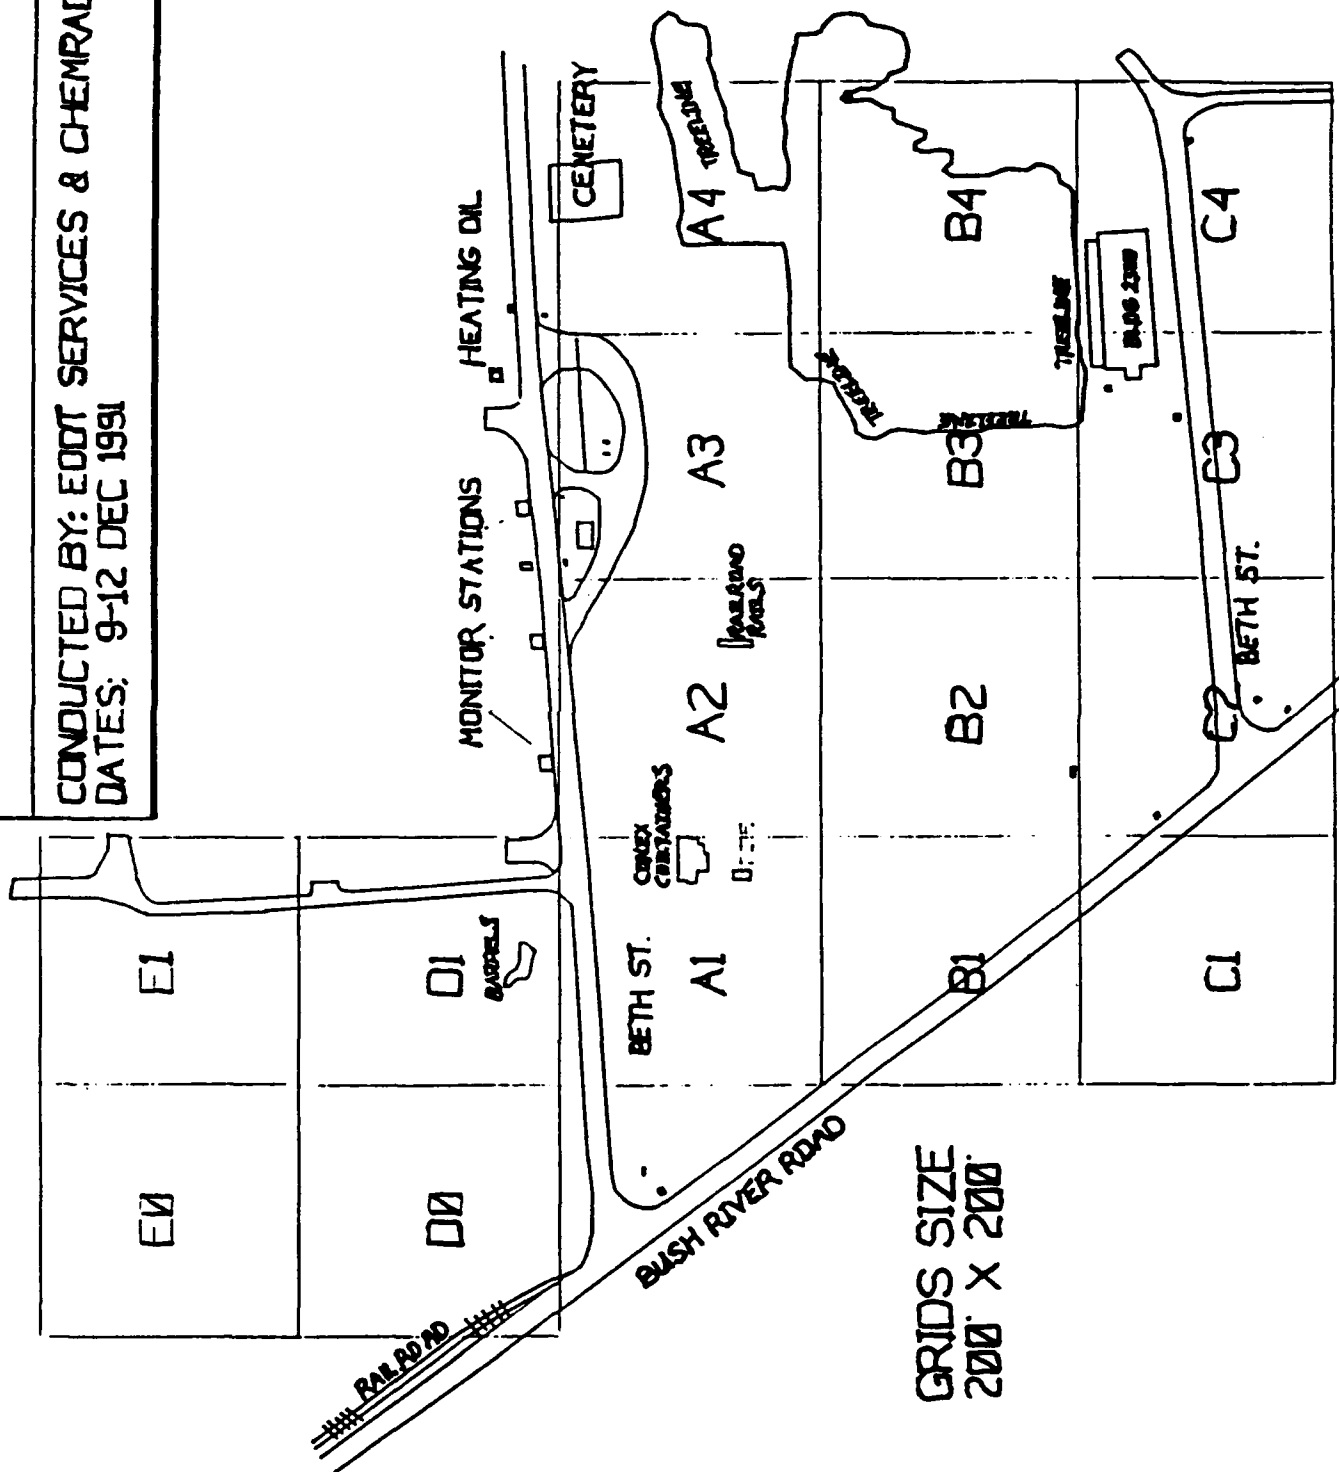 CONDUCTED BY: EODT SERVICES & CHEMRAD
DATES: 9-12 DEC 1991
E0
E1
D0
D1
BARRELS
MONITOR STATIONS
HEATING OIL
CEMETERY
RAILROAD
BETH ST.
CONEX
CONTAINERS
A1
A2
RAILROAD
RAILS
A3
A4
TREELINE
BUSH RIVER ROAD
TREELINE
B1
B2
B3
TREELINE
B4
TREELINE
GRIDS SIZE
200' X 200'
C1
C2
BETH ST.
C3
C4